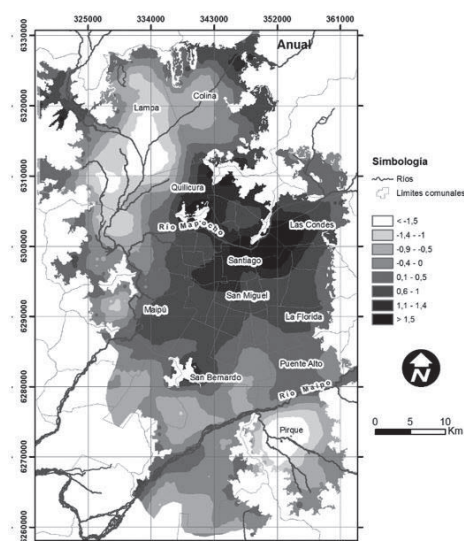 325000 334000 343000 352000 361000
Anual
6330000
6320000
6310000
6300000
6290000
6280000
6270000
6260000
Colina
Lampa
Quilicura
Río Mapocho
Las Condes
Santiago
San Miguel
Maipú
La Florida
Puente Alto
San Bernardo
Río Maipo
Pirque
Simbología
Ríos
Límites comunales
< -1,5
-1,4 - -1
-0,9 - -0,5
-0,4 - 0
0,1 - 0,5
0,6 - 1
1,1 - 1,4
> 1,5
N
0 5 10
Km